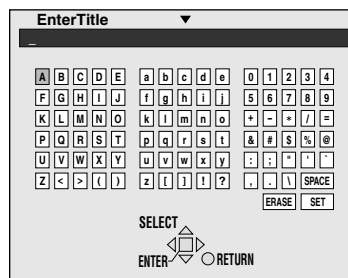 EnterTitle ▼
_
A B C D E a b c d e 0 1 2 3 4
F G H I J f g h i j 5 6 7 8 9
K L M N O k l m n o + - * / =
P Q R S T p q r s t & # $ % @
U V W X Y u v w x y : ; " ' `
Z < > ( ) z [ ] ! ? , . \ SPACE
ERASE SET
SELECT
ENTER RETURN